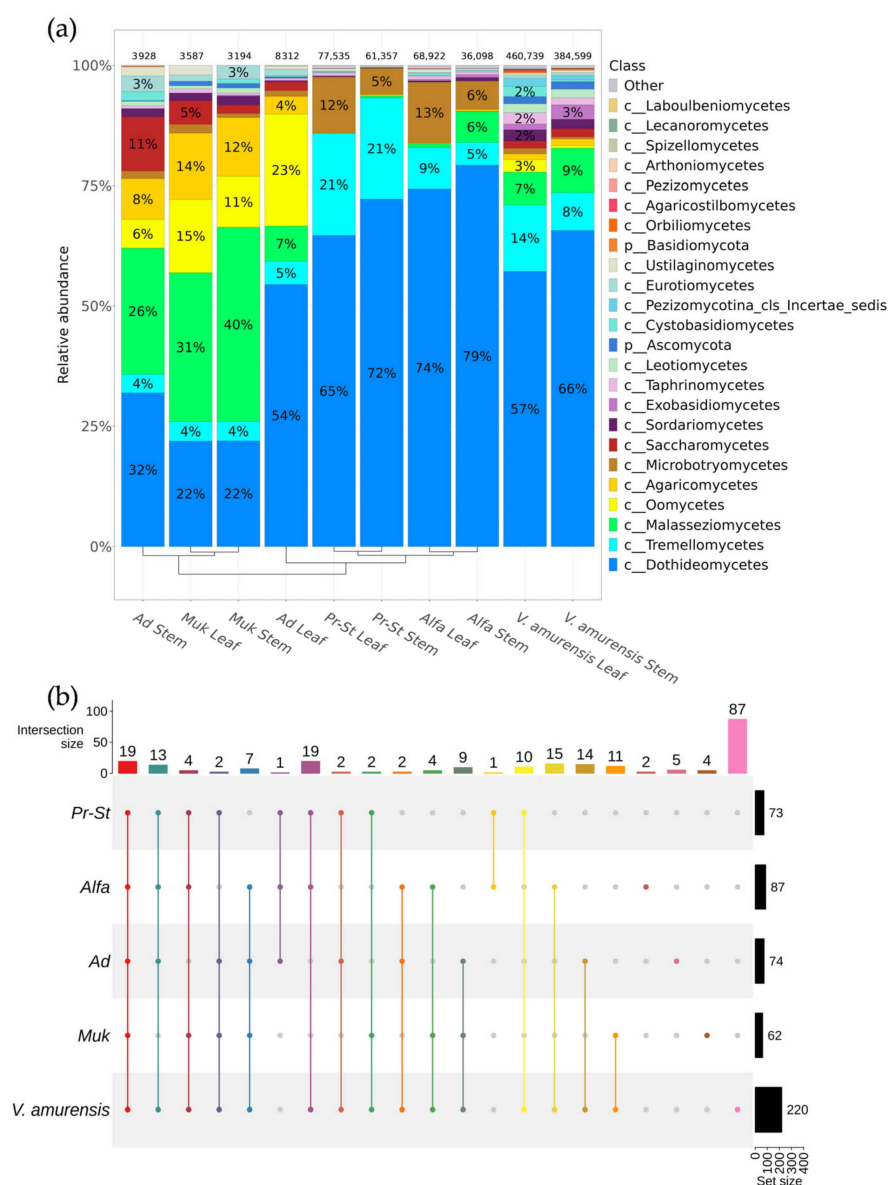 (a)
3928 3587 3194 8312 77,535 61,357 68,922 36,098 460,739 384,599
Relative abundance
100%
75%
50%
25%
0%
3%
11%
8%
6%
26%
4%
32%
5%
14%
15%
31%
4%
22%
3%
12%
11%
40%
4%
22%
4%
23%
7%
5%
54%
12%
21%
65%
5%
21%
72%
13%
9%
74%
6%
6%
5%
79%
2%
2%
2%
3%
7%
14%
57%
3%
9%
8%
66%
Ad Stem
Muk Leaf
Muk Stem
Ad Leaf
Pr-St Leaf
Pr-St Stem
Alfa Leaf
Alfa Stem
V. amurensis Leaf
V. amurensis Stem
Class
Other
c__Laboulbeniomycetes
c__Lecanoromycetes
c__Spizellomycetes
c__Arthoniomycetes
c__Pezizomycetes
c__Agaricostilbomycetes
c__Orbiliomycetes
p__Basidiomycota
c__Ustilaginomycetes
c__Eurotiomycetes
c__Pezizomycotina_cls_Incertae_sedis
c__Cystobasidiomycetes
p__Ascomycota
c__Leotiomycetes
c__Taphrinomycetes
c__Exobasidiomycetes
c__Sordariomycetes
c__Saccharomycetes
c__Microbotryomycetes
c__Agaricomycetes
c__Oomycetes
c__Malasseziomycetes
c__Tremellomycetes
c__Dothideomycetes
(b)
Intersection
size
100
50
0
19 13 4 2 7 1 19 2 2 2 4 9 1 10 15 14 11 2 5 4 87
Pr-St 73
Alfa 87
Ad 74
Muk 62
V. amurensis 220
0 100 200 300 400
Set size